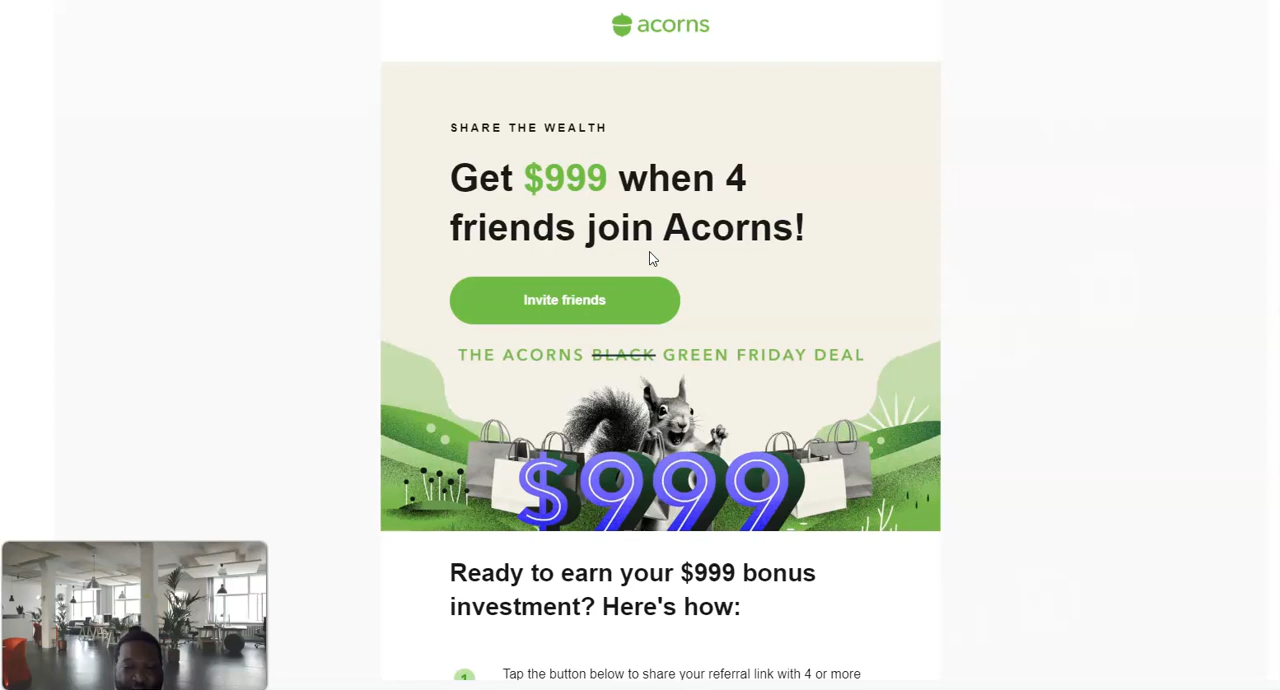 acorns
SHARE THE WEALTH
Get $999 when 4
friends join Acorns!
Invite friends
THE ACORNS BLACK GREEN FRIDAY DEAL
$999
Ready to earn your $999 bonus
investment? Here's how:
1
Tap the button below to share your referral link with 4 or more